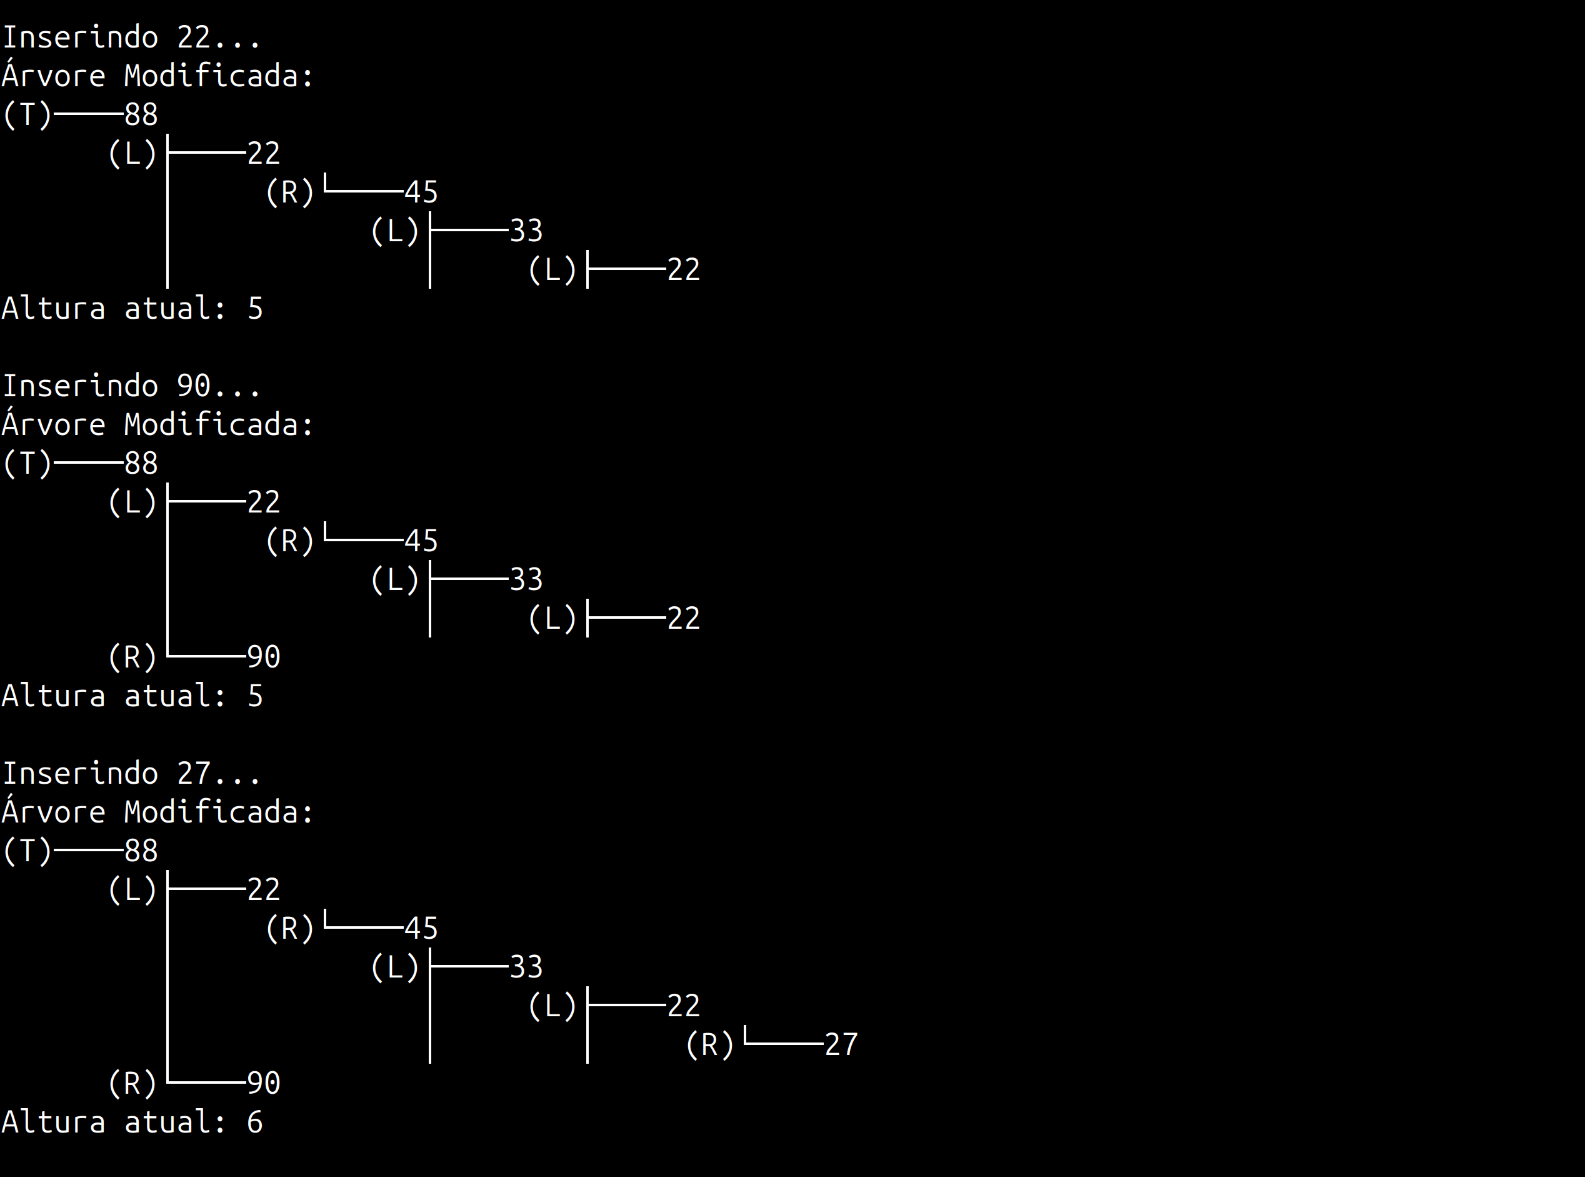 Inserindo 22...
Árvore Modificada:
(T)────88
(L)├────22
(R)└────45
(L)├────33
(L)├────22
Altura atual: 5
Inserindo 90...
Árvore Modificada:
(T)────88
(L)├────22
(R)└────45
(L)├────33
(L)├────22
(R)└────90
Altura atual: 5
Inserindo 27...
Árvore Modificada:
(T)────88
(L)├────22
(R)└────45
(L)├────33
(L)├────22
(R)└────27
(R)└────90
Altura atual: 6